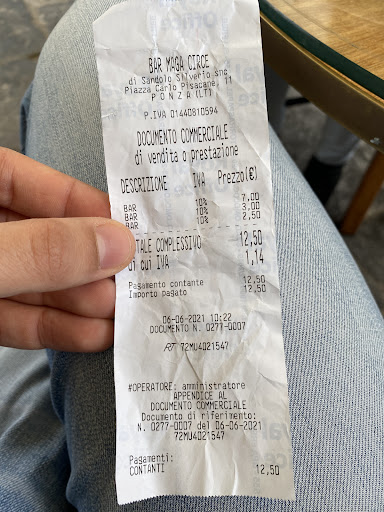 BAR MAGA CIRCE
di Sandolo Silverio snc
Piazza Carlo Pisacane, 11
PONZA(LT)
P.IVA 01440810594
DOCUMENTO COMMERCIALE
di vendita o prestazione
DESCRIZIONE IVA Prezzo(€)
BAR 10% 7,00
BAR 10% 3,00
BAR 10% 2,50
TALE COMPLESSIVO 12,50
di cui IVA 1,14
Pagamento contante 12,50
Importo pagato 12,50
06-06-2021 10:22
DOCUMENTO N. 0277-0007
RT 72MU4021547
#OPERATORE: amministratore
APPENDICE AL
DOCUMENTO COMMERCIALE
Documento di riferimento:
N. 0277-0007 del 06-06-2021
72MU4021547
Pagamenti:
CONTANTI 12,50